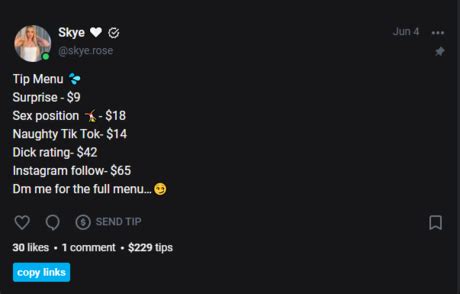 Skye 🤍
Jun 4
@skye.rose
Tip Menu 💦
Surprise - $9
Sex position 🤸 - $18
Naughty Tik Tok- $14
Dick rating- $42
Instagram follow- $65
Dm me for the full menu... 😏
SEND TIP
30 likes • 1 comment • $229 tips
copy links